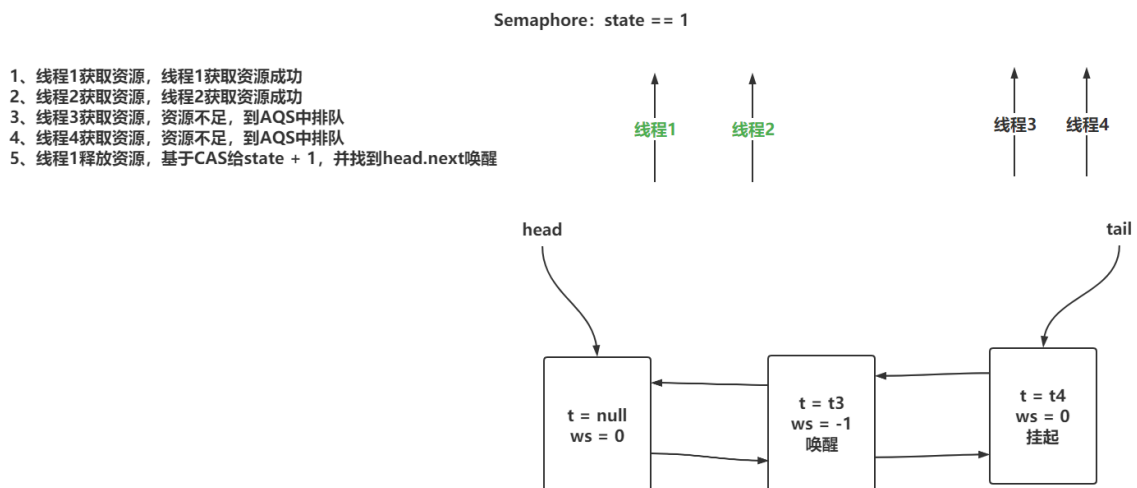 Semaphore：state == 1
1、线程1获取资源，线程1获取资源成功
2、线程2获取资源，线程2获取资源成功
3、线程3获取资源，资源不足，到AQS中排队
4、线程4获取资源，资源不足，到AQS中排队
5、线程1释放资源，基于CAS给state + 1，并找到head.next唤醒
线程1
线程2
线程3
线程4
head
tail
t = null
ws = 0
t = t3
ws = -1
唤醒
t = t4
ws = 0
挂起